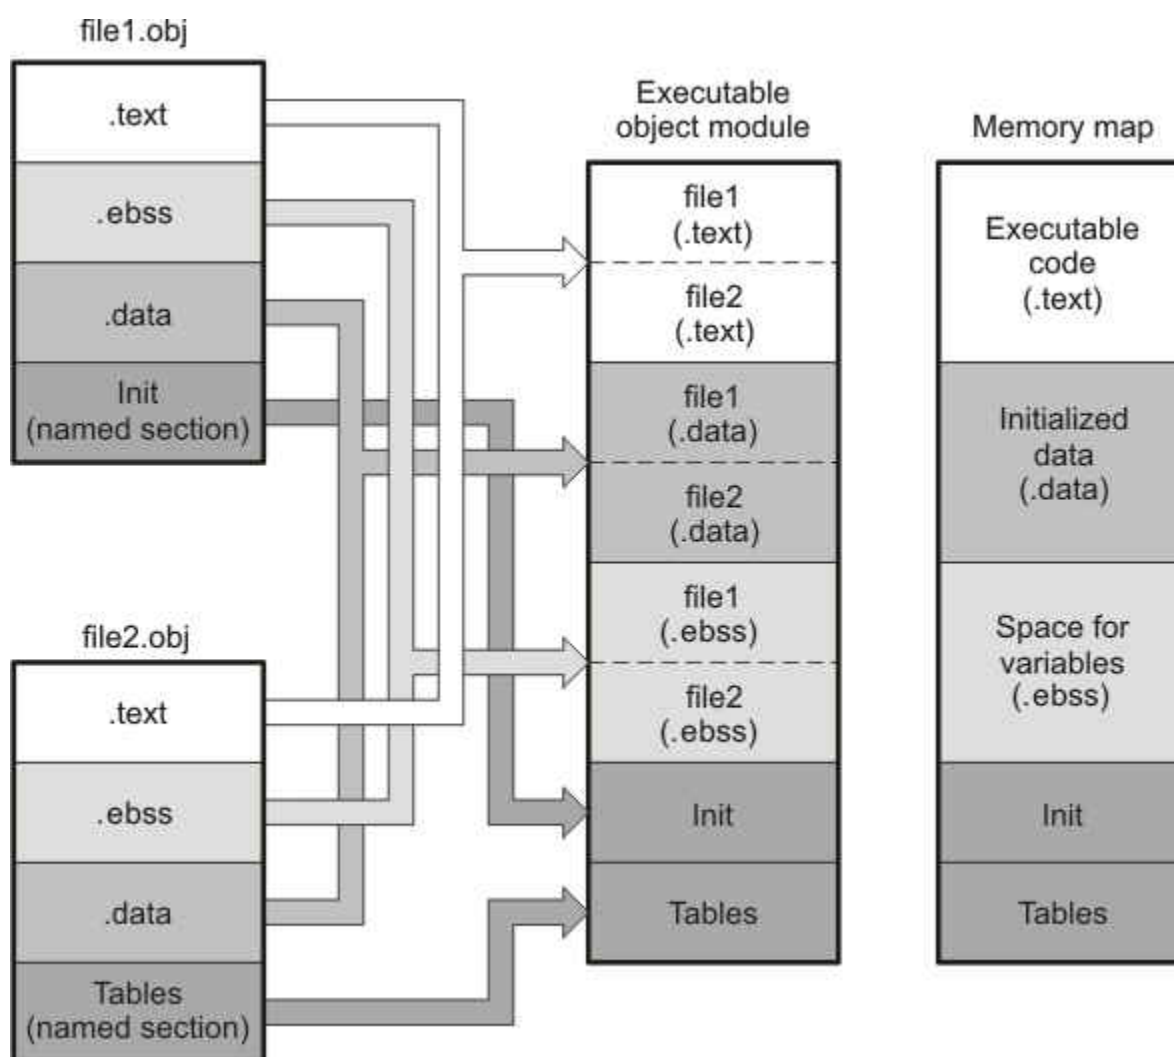 file1.obj
.text
.ebss
.data
Init
(named section)
file2.obj
.text
.ebss
.data
Tables
(named section)
Executable
object module
file1
(.text)
file2
(.text)
file1
(.data)
file2
(.data)
file1
(.ebss)
file2
(.ebss)
Init
Tables
Memory map
Executable
code
(.text)
Initialized
data
(.data)
Space for
variables
(.ebss)
Init
Tables